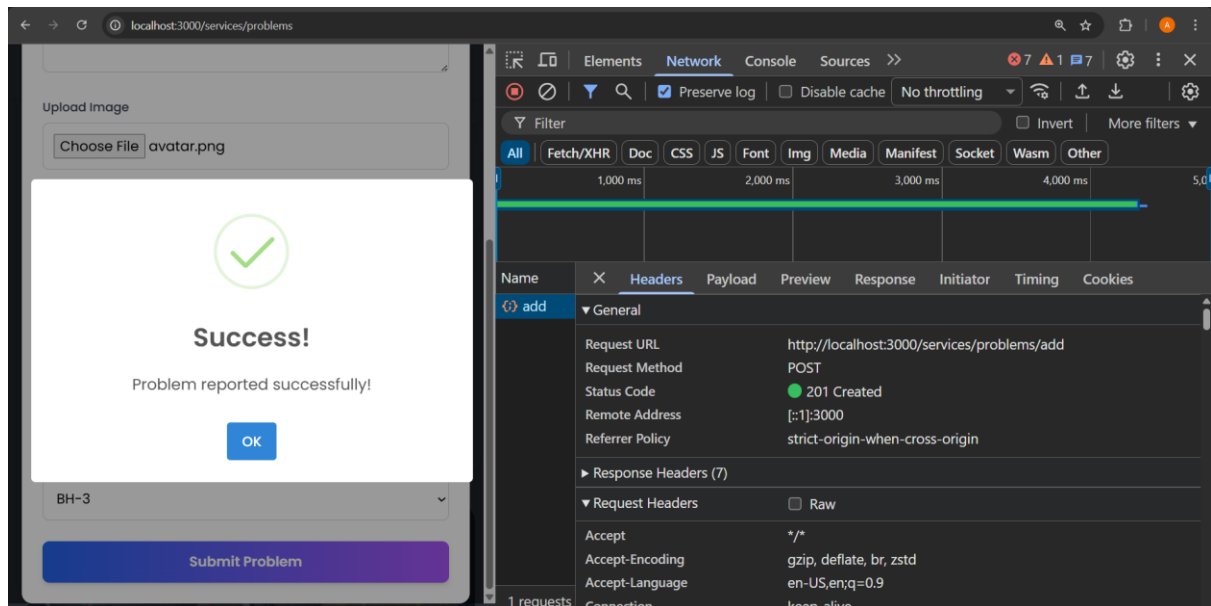 localhost:3000/services/problems
A
Upload Image
Choose File avatar.png
Success!
Problem reported successfully!
OK
BH-3
Submit Problem
Elements Network Console Sources
7 1 7
Preserve log Disable cache No throttling
Filter Invert More filters
All Fetch/XHR Doc CSS JS Font Img Media Manifest Socket Wasm Other
1,000 ms 2,000 ms 3,000 ms 4,000 ms 5,0
Name Headers Payload Preview Response Initiator Timing Cookies
add
General
Request URL http://localhost:3000/services/problems/add
Request Method POST
Status Code 201 Created
Remote Address [::1]:3000
Referrer Policy strict-origin-when-cross-origin
Response Headers (7)
Request Headers Raw
Accept */*
Accept-Encoding gzip, deflate, br, zstd
Accept-Language en-US,en;q=0.9
Connection keep-alive
1 requests